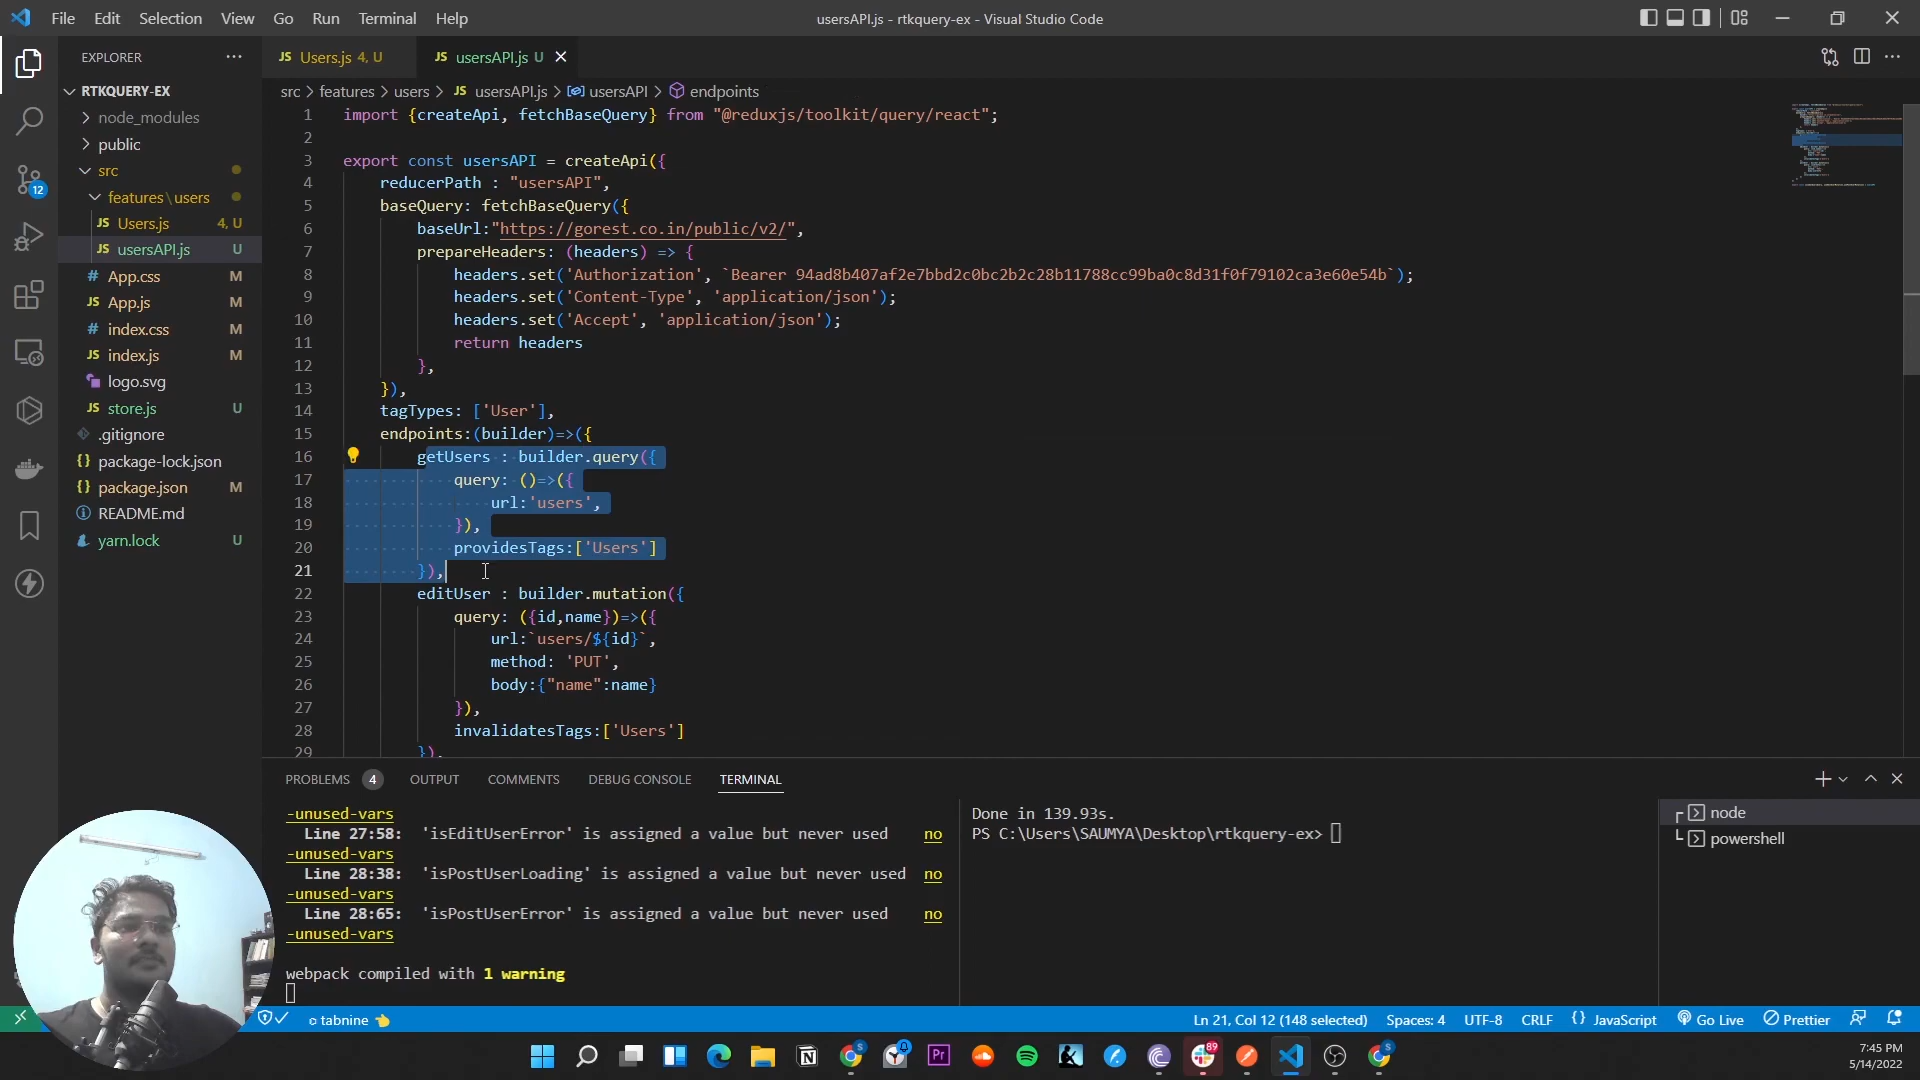 File Edit Selection View Go Run Terminal Help
usersAPI.js - rtkquery-ex - Visual Studio Code
EXPLORER
RTKQUERY-EX
node_modules
public
src
features\users
Users.js 4, U
usersAPI.js U
App.css M
App.js M
index.css M
index.js M
logo.svg
store.js U
.gitignore
package-lock.json
package.json M
README.md
yarn.lock U
12
Users.js 4, U
usersAPI.js U
src > features > users > usersAPI.js > usersAPI > endpoints
1 import {createApi, fetchBaseQuery} from "@reduxjs/toolkit/query/react";
2
3 export const usersAPI = createApi({
4 reducerPath : "usersAPI",
5 baseQuery: fetchBaseQuery({
6 baseUrl:"https://gorest.co.in/public/v2/",
7 prepareHeaders: (headers) => {
8 headers.set('Authorization', `Bearer 94ad8b407af2e7bbd2c0bc2b2c28b11788cc99ba0c8d31f0f79102ca3e60e54b`);
9 headers.set('Content-Type', 'application/json');
10 headers.set('Accept', 'application/json');
11 return headers
12 },
13 }),
14 tagTypes: ['User'],
15 endpoints:(builder)=>({
16 getUsers : builder.query({
17 query: ()=>({
18 url:'users',
19 }),
20 providesTags:['Users']
21 }),
22 editUser : builder.mutation({
23 query: ({id,name})=>({
24 url:`users/${id}`,
25 method: 'PUT',
26 body:{"name":name}
27 }),
28 invalidatesTags:['Users']
29 }),
PROBLEMS 4 OUTPUT COMMENTS DEBUG CONSOLE TERMINAL
-unused-vars
Line 27:58: 'isEditUserError' is assigned a value but never used no
-unused-vars
Line 28:38: 'isPostUserLoading' is assigned a value but never used no
-unused-vars
Line 28:65: 'isPostUserError' is assigned a value but never used no
-unused-vars
webpack compiled with 1 warning
Done in 139.93s.
PS C:\Users\SAUMYA\Desktop\rtkquery-ex>
node
powershell
tabnine
Ln 21, Col 12 (148 selected) Spaces: 4 UTF-8 CRLF {} JavaScript Go Live Prettier
89
7:45 PM
5/14/2022